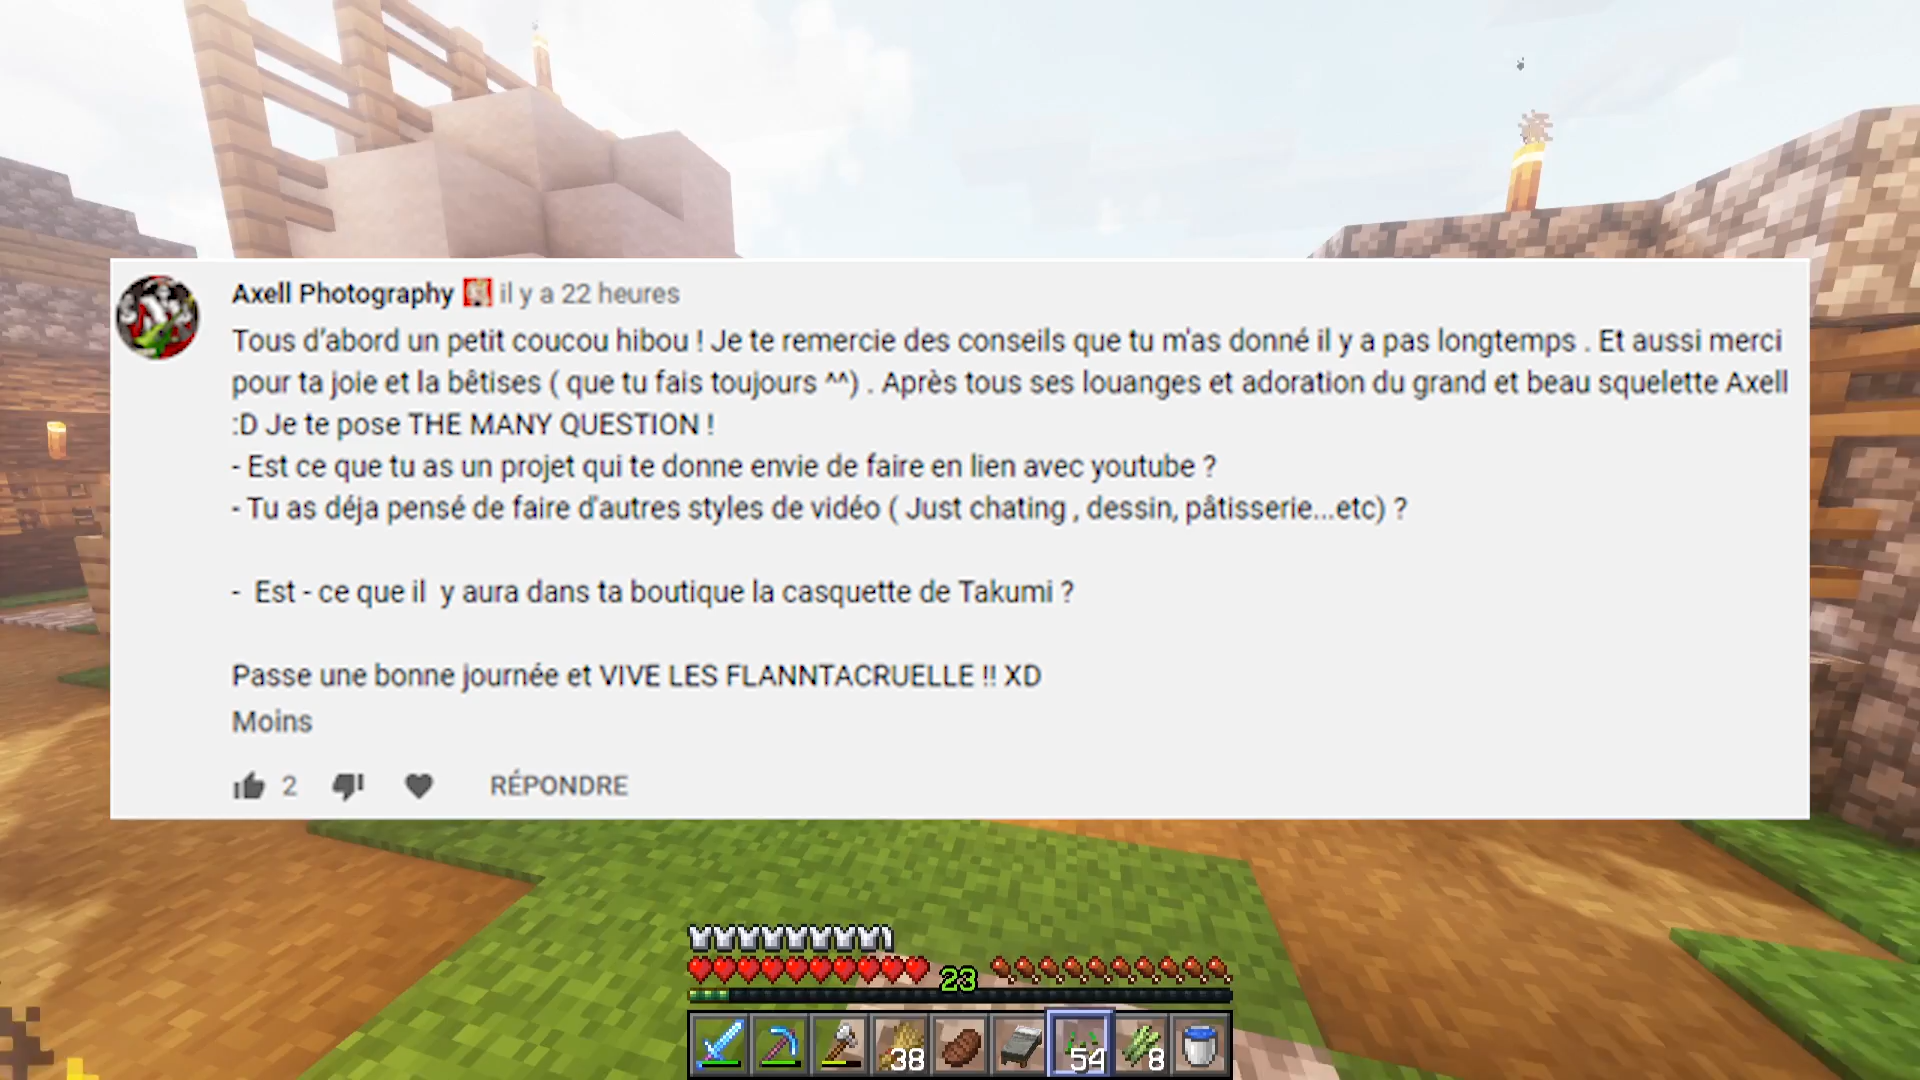 Axell Photography il y a 22 heures
Tous d'abord un petit coucou hibou ! Je te remercie des conseils que tu m'as donné il y a pas longtemps . Et aussi merci
pour ta joie et la bêtises ( que tu fais toujours ^^) . Après tous ses louanges et adoration du grand et beau squelette Axell
:D Je te pose THE MANY QUESTION !
- Est ce que tu as un projet qui te donne envie de faire en lien avec youtube ?
- Tu as déja pensé de faire d'autres styles de vidéo ( Just chating , dessin, pâtisserie...etc) ?
- Est - ce que il y aura dans ta boutique la casquette de Takumi ?
Passe une bonne journée et VIVE LES FLANNTACRUELLE !! XD
Moins
2 RÉPONDRE
23
38 54 8